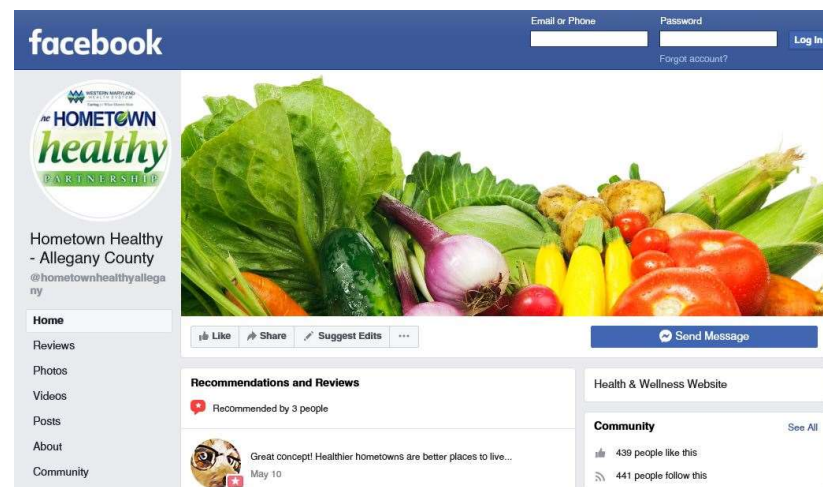 facebook
Email or Phone
Password
Log In
Forgot account?
WESTERN MARYLAND
HEALTH SYSTEM
The HOMETOWN
healthy
PARTNERSHIP
Hometown Healthy
- Allegany County
@hometownhealthyallega
ny
Home
Reviews
Photos
Videos
Posts
About
Community
Like
Share
Suggest Edits
...
Send Message
Recommendations and Reviews
Recommended by 3 people
Great concept! Healthier hometowns are better places to live...
May 10
Health & Wellness Website
Community
See All
439 people like this
441 people follow this